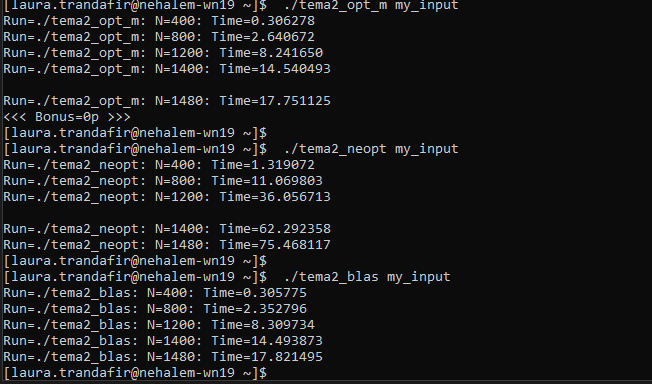 [laura.trandafir@nehalem-wn19 ~]$  ./tema2_opt_m my_input
Run=./tema2_opt_m: N=400: Time=0.306278
Run=./tema2_opt_m: N=800: Time=2.640672
Run=./tema2_opt_m: N=1200: Time=8.241650
Run=./tema2_opt_m: N=1400: Time=14.540493

Run=./tema2_opt_m: N=1480: Time=17.751125
<<< Bonus=0p >>>
[laura.trandafir@nehalem-wn19 ~]$
[laura.trandafir@nehalem-wn19 ~]$  ./tema2_neopt my_input
Run=./tema2_neopt: N=400: Time=1.319072
Run=./tema2_neopt: N=800: Time=11.069803
Run=./tema2_neopt: N=1200: Time=36.056713

Run=./tema2_neopt: N=1400: Time=62.292358
Run=./tema2_neopt: N=1480: Time=75.468117
[laura.trandafir@nehalem-wn19 ~]$
[laura.trandafir@nehalem-wn19 ~]$  ./tema2_blas my_input
Run=./tema2_blas: N=400: Time=0.305775
Run=./tema2_blas: N=800: Time=2.352796
Run=./tema2_blas: N=1200: Time=8.309734
Run=./tema2_blas: N=1400: Time=14.493873
Run=./tema2_blas: N=1480: Time=17.821495
[laura.trandafir@nehalem-wn19 ~]$